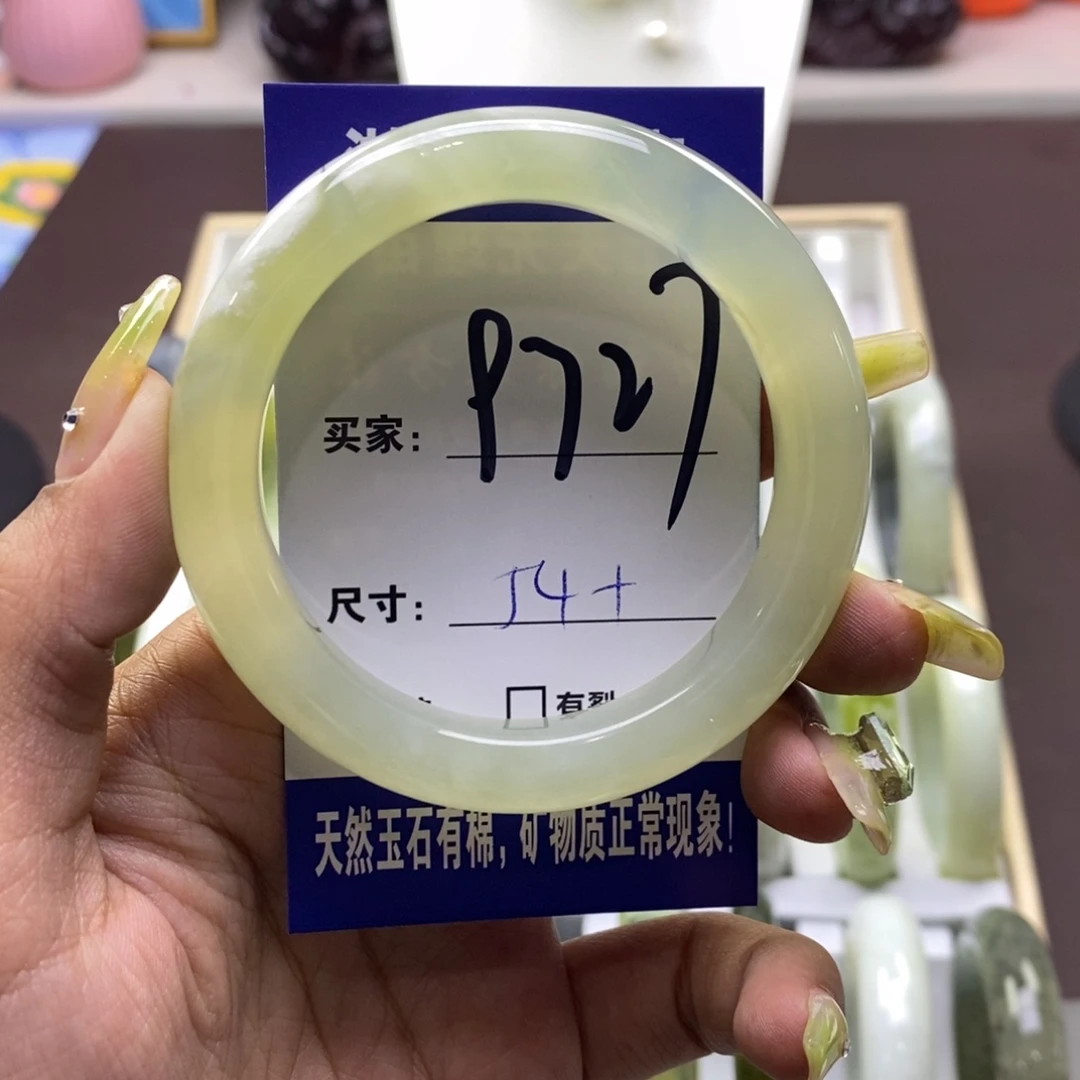 买家: P727
尺寸: 54+
□有裂
天然玉石有棉, 矿物质正常现象!